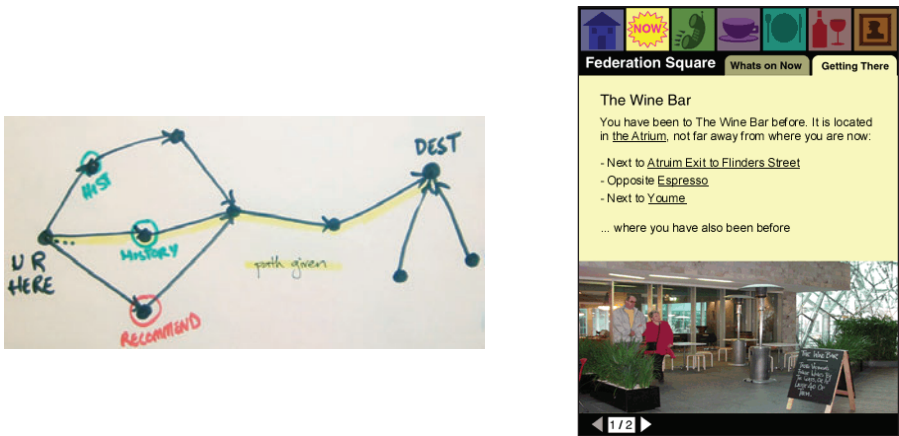 HIST
U R
HERE
HISTORY
RECOMMEND
path given
DEST
NOW
Federation Square
Whats on Now
Getting There
The Wine Bar
You have been to The Wine Bar before. It is located
in the Atrium, not far away from where you are now:
- Next to Atruim Exit to Flinders Street
- Opposite Espresso
- Next to Youme
... where you have also been before
THE WINE BAR
1 / 2